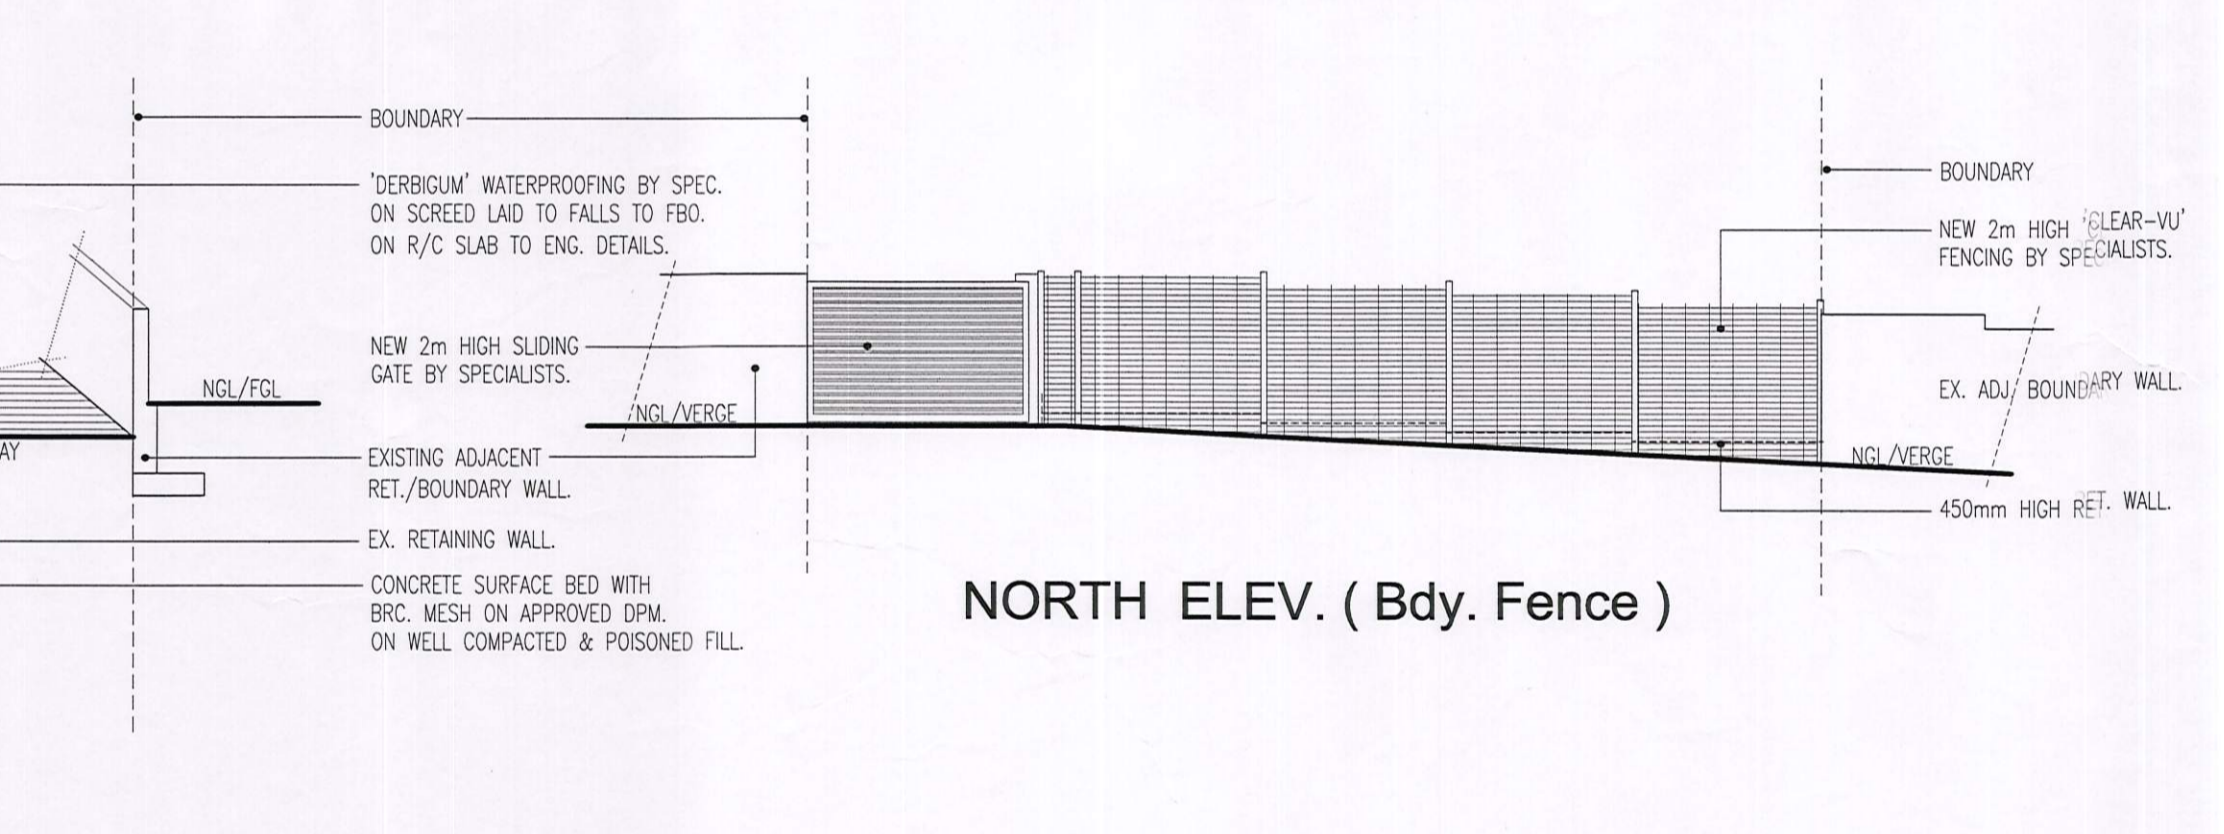 BOUNDARY
'DERBIGUM' WATERPROOFING BY SPEC.
ON SCREED LAID TO FALLS TO FBO.
ON R/C SLAB TO ENG. DETAILS.
NEW 2m HIGH SLIDING
GATE BY SPECIALISTS.
NGL/FGL
NGL/VERGE
AY
EXISTING ADJACENT
RET./BOUNDARY WALL.
EX. RETAINING WALL.
CONCRETE SURFACE BED WITH
BRC. MESH ON APPROVED DPM.
ON WELL COMPACTED & POISONED FILL.
BOUNDARY
NEW 2m HIGH 'CLEAR-VU'
FENCING BY SPECIALISTS.
EX. ADJ. BOUNDARY WALL.
NGL/VERGE
450mm HIGH RET. WALL.
NORTH ELEV. ( Bdy. Fence )